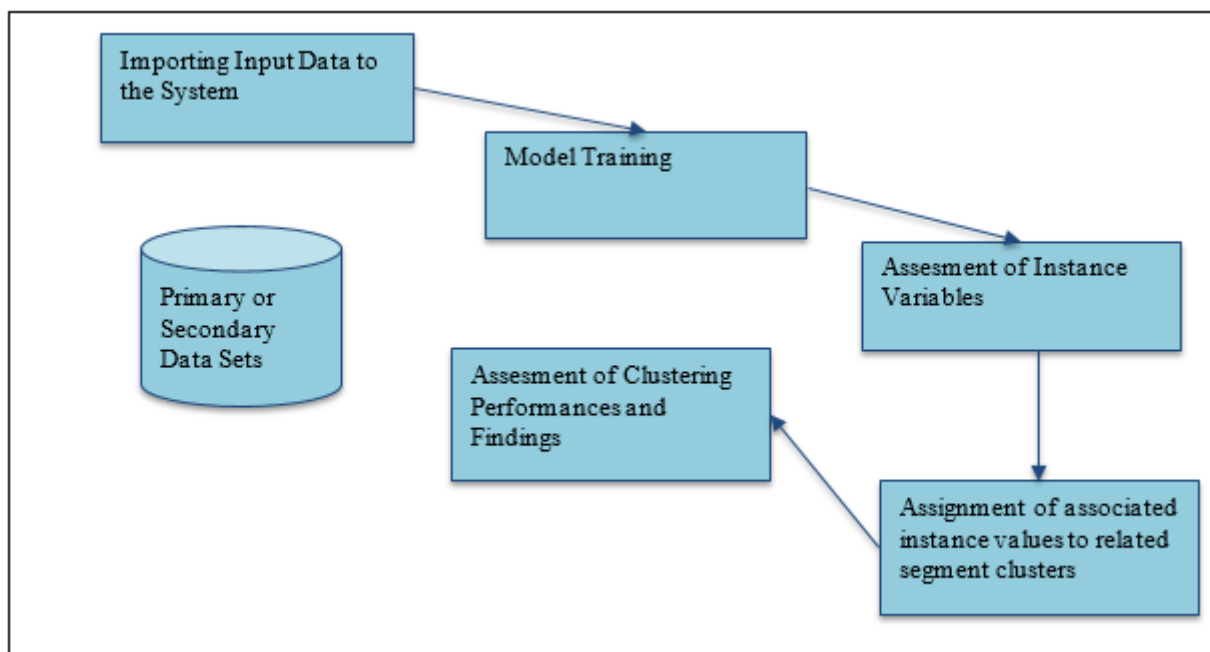 Importing Input Data to
the System
Model Training
Assesment of Instance
Variables
Primary or
Secondary
Data Sets
Assesment of Clustering
Performances and
Findings
Assignment of associated
instance values to related
segment clusters